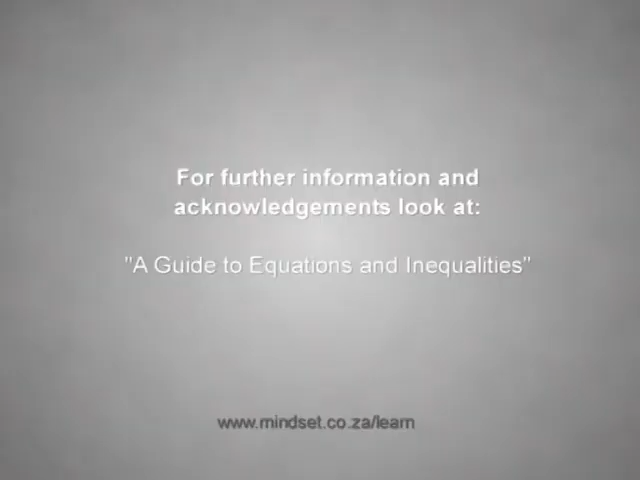 For further information and
acknowledgements look at:
"A Guide to Equations and Inequalities"
www.mindset.co.za/learn